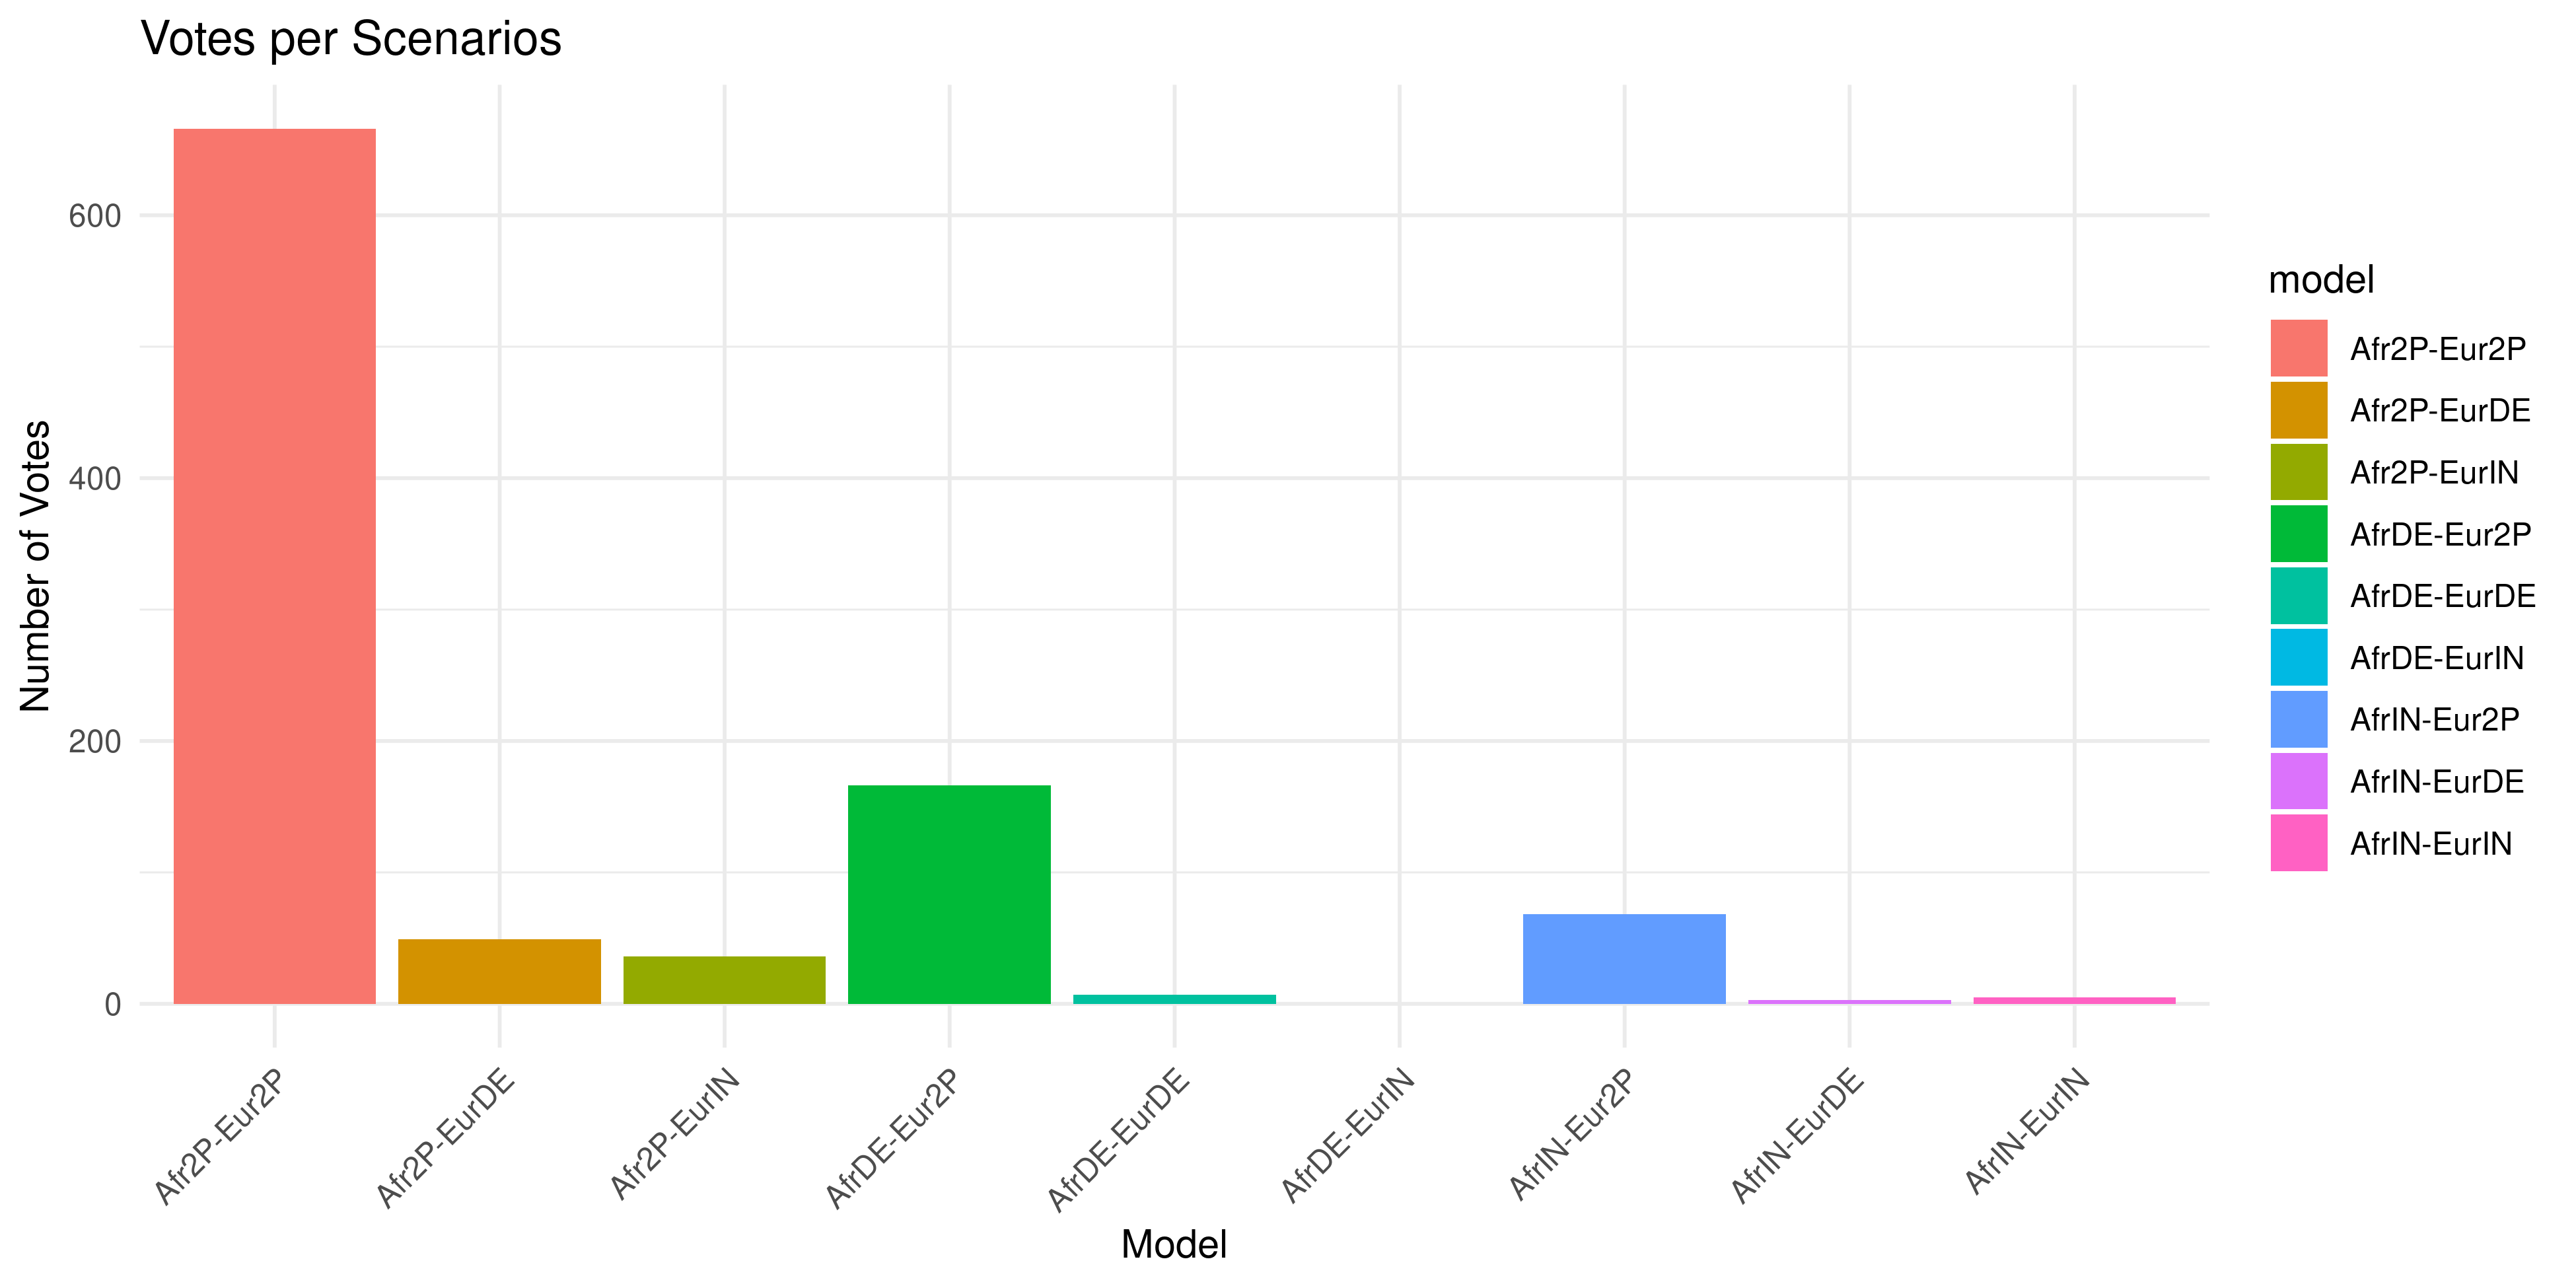 Votes per Scenarios
Number of Votes
600
400
200
0
Afr2P-Eur2P
Afr2P-EurDE
Afr2P-EurIN
AfrDE-Eur2P
AfrDE-EurDE
AfrDE-EurIN
AfrIN-Eur2P
AfrIN-EurDE
AfrIN-EurIN
Model
model
Afr2P-Eur2P
Afr2P-EurDE
Afr2P-EurIN
AfrDE-Eur2P
AfrDE-EurDE
AfrDE-EurIN
AfrIN-Eur2P
AfrIN-EurDE
AfrIN-EurIN